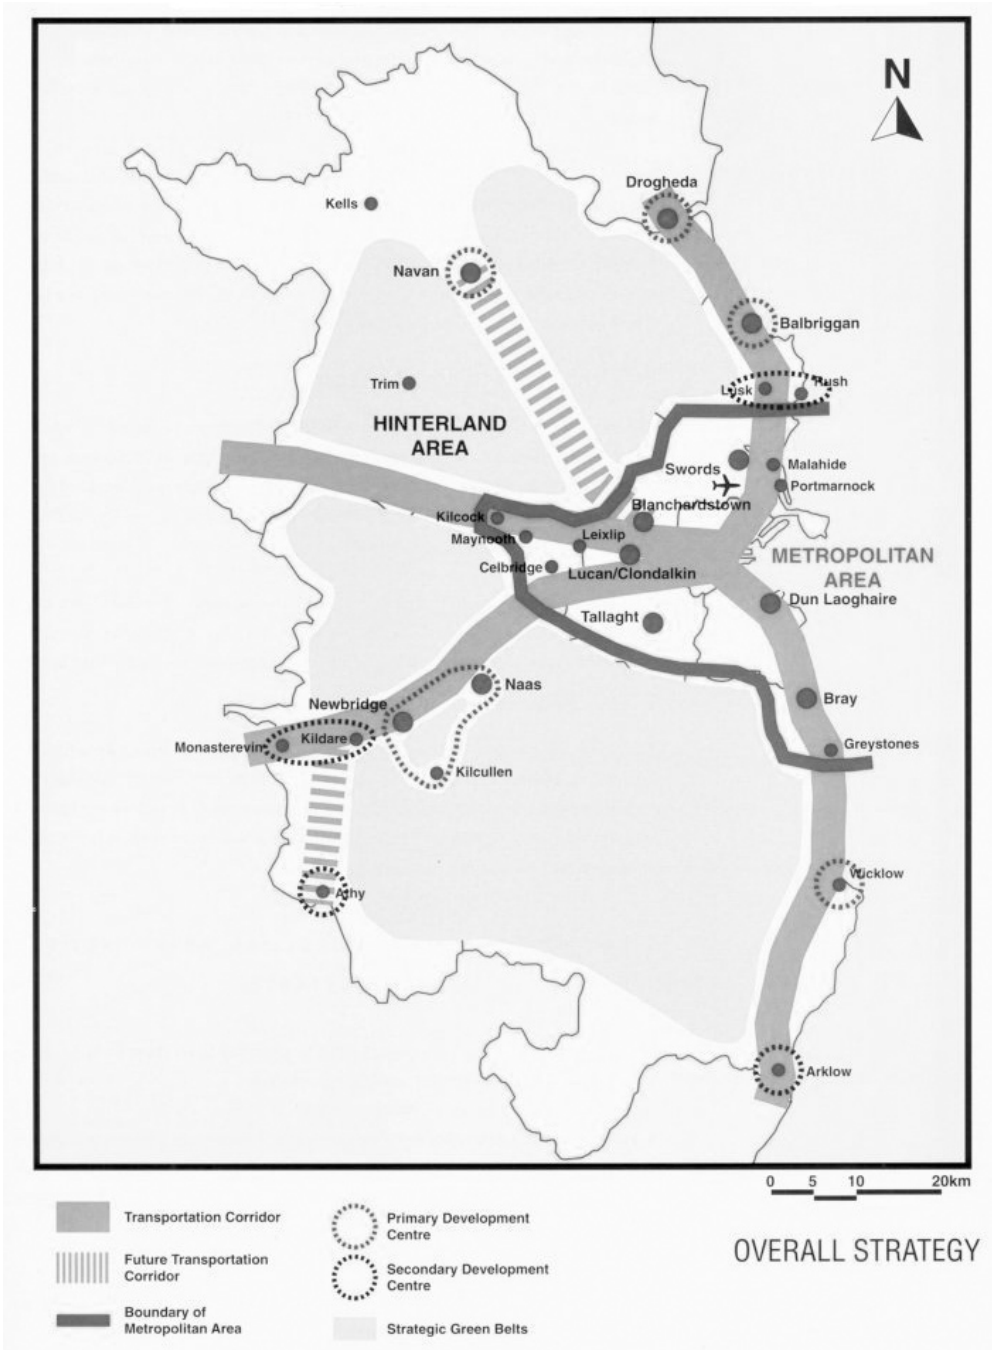 N
Drogheda
Kells
Navan
Balbriggan
Lusk
Rush
Trim
HINTERLAND
AREA
Swords
Malahide
Portmarnock
Blanchardstown
Kilcock
Maynooth
Leixlip
Celbridge
Lucan/Clondalkin
METROPOLITAN
AREA
Dun Laoghaire
Tallaght
Naas
Bray
Newbridge
Monasterevin
Kildare
Greystones
Kilcullen
Wicklow
Athy
Arklow
0 5 10 20km
Transportation Corridor
Future Transportation
Corridor
Boundary of
Metropolitan Area
Primary Development
Centre
Secondary Development
Centre
Strategic Green Belts
OVERALL STRATEGY